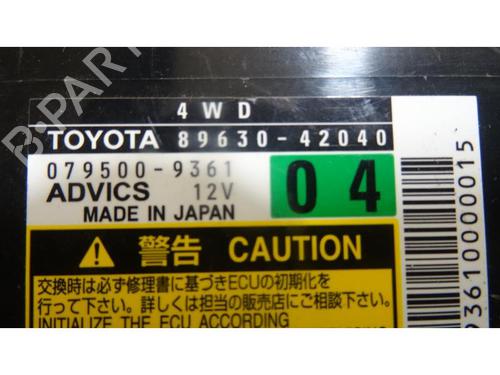 4WD
TOYOTA 89630-42040
079500-9361
ADVICS 12V
MADE IN JAPAN
04
警告 CAUTION
交換時は必ず修理書に基づきECUの初期化を
行って下さい。詳しくは担当の販売店にご相談下さい。
INITIALIZE THE ECU ACCORDING
9361000000015
B-PARTS